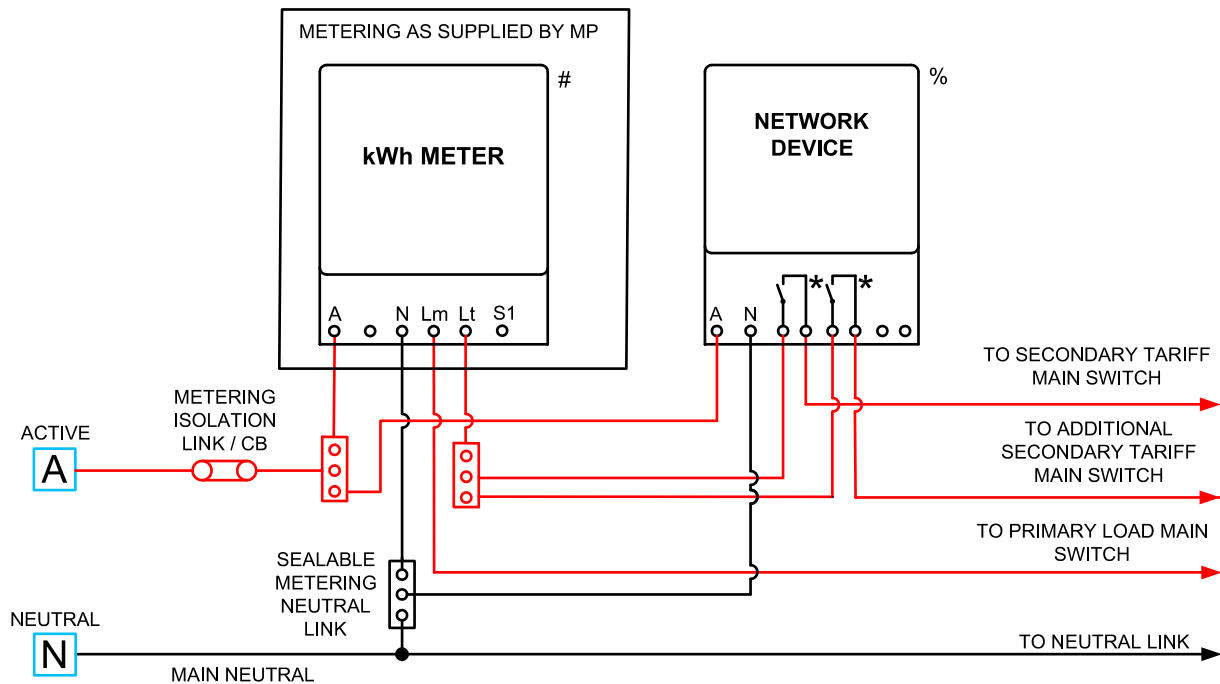 METERING AS SUPPLIED BY MP
#
kWh METER
A
N
Lm
Lt
S1
%
NETWORK
DEVICE
*
*
A
N
TO SECONDARY TARIFF
MAIN SWITCH
METERING
ISOLATION
LINK / CB
ACTIVE
A
TO ADDITIONAL
SECONDARY TARIFF
MAIN SWITCH
TO PRIMARY LOAD MAIN
SWITCH
SEALABLE
METERING
NEUTRAL
LINK
NEUTRAL
N
MAIN NEUTRAL
TO NEUTRAL LINK